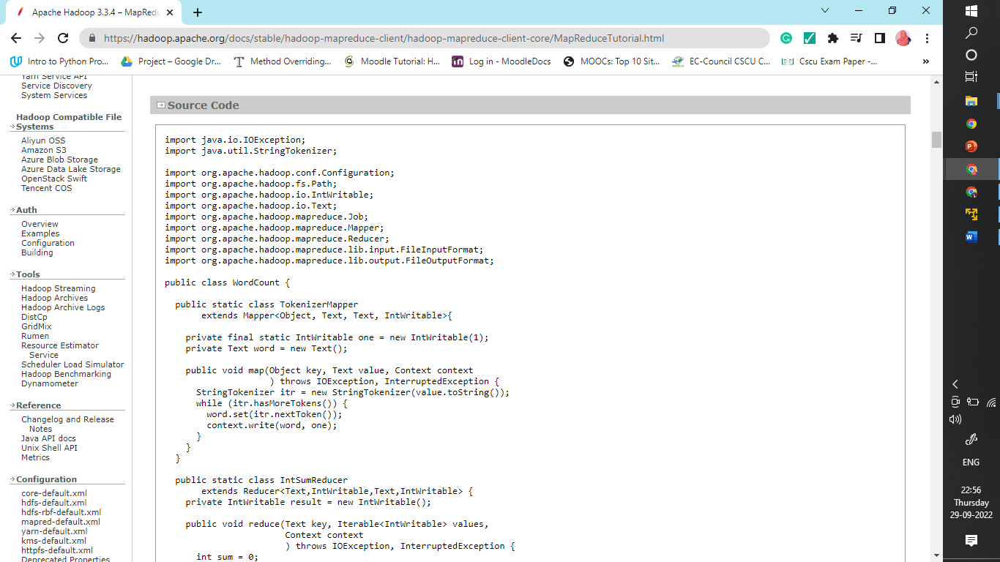 Apache Hadoop 3.3.4 – MapRedu
https://hadoop.apache.org/docs/stable/hadoop-mapreduce-client/hadoop-mapreduce-client-core/MapReduceTutorial.html
Intro to Python Pro...
Project – Google Dr...
Method Overriding...
Moodle Tutorial: H...
Log in - MoodleDocs
MOOCs: Top 10 Sit...
EC-Council CSCU C...
Cscu Exam Paper -...
»
Yarn Service API
Service Discovery
System Services
Hadoop Compatible File
Systems
Aliyun OSS
Amazon S3
Azure Blob Storage
Azure Data Lake Storage
OpenStack Swift
Tencent COS
Auth
Overview
Examples
Configuration
Building
Tools
Hadoop Streaming
Hadoop Archives
Hadoop Archive Logs
DistCp
GridMix
Rumen
Resource Estimator
Service
Scheduler Load Simulator
Hadoop Benchmarking
Dynamometer
Reference
Changelog and Release
Notes
Java API docs
Unix Shell API
Metrics
Configuration
core-default.xml
hdfs-default.xml
hdfs-rbf-default.xml
mapred-default.xml
yarn-default.xml
kms-default.xml
httpfs-default.xml
Deprecated Properties
Source Code
import java.io.IOException;
import java.util.StringTokenizer;
import org.apache.hadoop.conf.Configuration;
import org.apache.hadoop.fs.Path;
import org.apache.hadoop.io.IntWritable;
import org.apache.hadoop.io.Text;
import org.apache.hadoop.mapreduce.Job;
import org.apache.hadoop.mapreduce.Mapper;
import org.apache.hadoop.mapreduce.Reducer;
import org.apache.hadoop.mapreduce.lib.input.FileInputFormat;
import org.apache.hadoop.mapreduce.lib.output.FileOutputFormat;
public class WordCount {
public static class TokenizerMapper
extends Mapper<Object, Text, Text, IntWritable>{
private final static IntWritable one = new IntWritable(1);
private Text word = new Text();
public void map(Object key, Text value, Context context
) throws IOException, InterruptedException {
StringTokenizer itr = new StringTokenizer(value.toString());
while (itr.hasMoreTokens()) {
word.set(itr.nextToken());
context.write(word, one);
}
}
}
public static class IntSumReducer
extends Reducer<Text,IntWritable,Text,IntWritable> {
private IntWritable result = new IntWritable();
public void reduce(Text key, Iterable<IntWritable> values,
Context context
) throws IOException, InterruptedException {
int sum = 0;
ENG
22:56
Thursday
29-09-2022